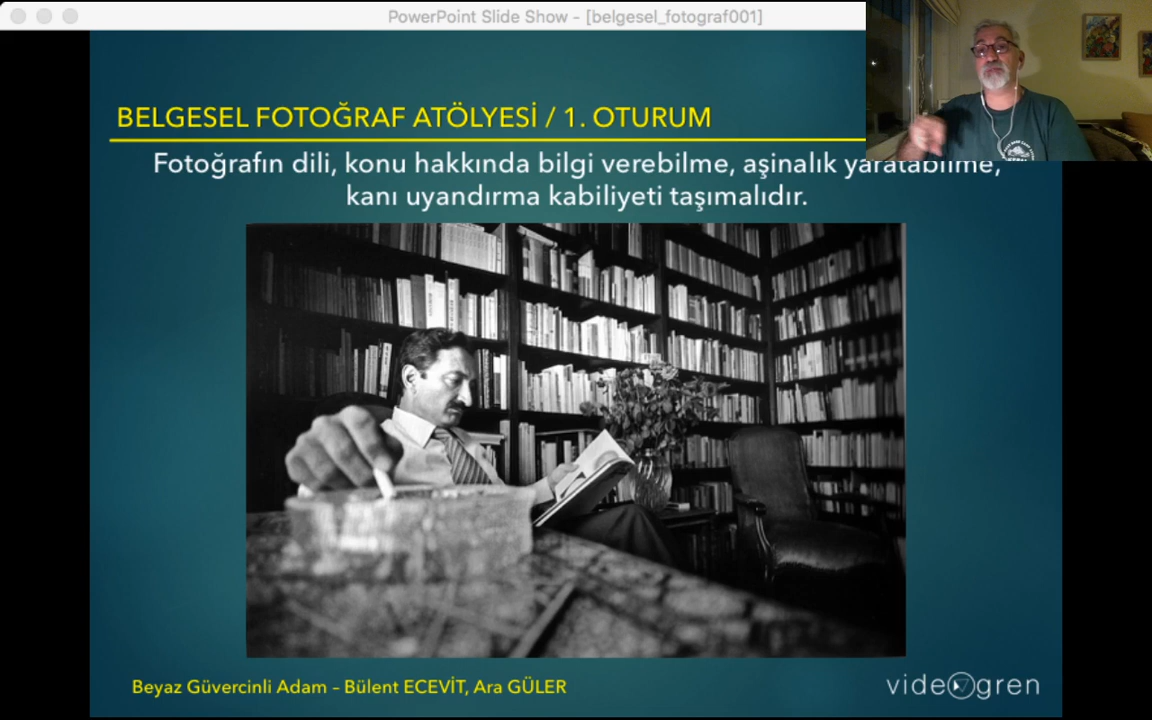 PowerPoint Slide Show - [belgesel_fotograf001]
BELGESEL FOTOĞRAF ATÖLYESİ / 1. OTURUM
Fotoğrafın dili, konu hakkında bilgi verebilme, aşinalık yaratabilme,
kanı uyandırma kabiliyeti taşımalıdır.
Beyaz Güvercinli Adam – Bülent ECEVİT, Ara GÜLER
videogren